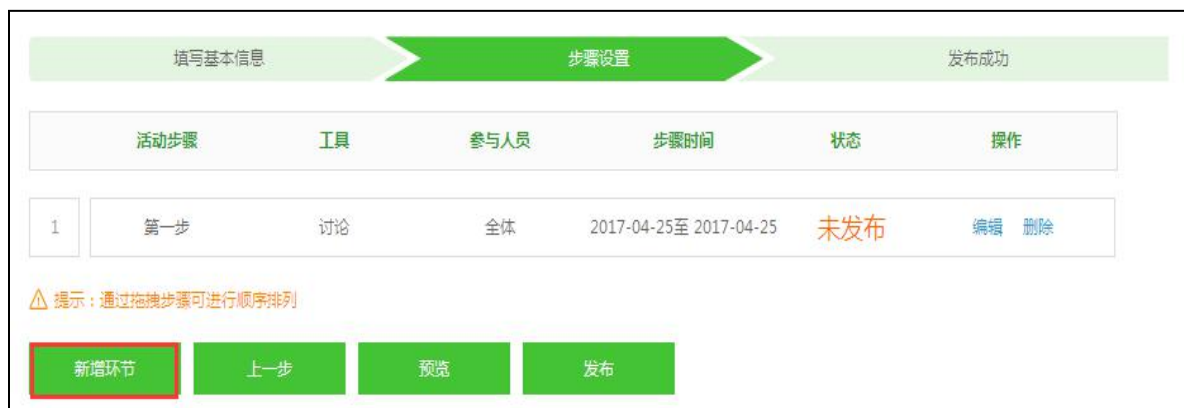 填写基本信息 步骤设置 发布成功
活动步骤 工具 参与人员 步骤时间 状态 操作
1 第一步 讨论 全体 2017-04-25至 2017-04-25 未发布 编辑 删除
提示：通过拖拽步骤可进行顺序排列
新增环节 上一步 预览 发布